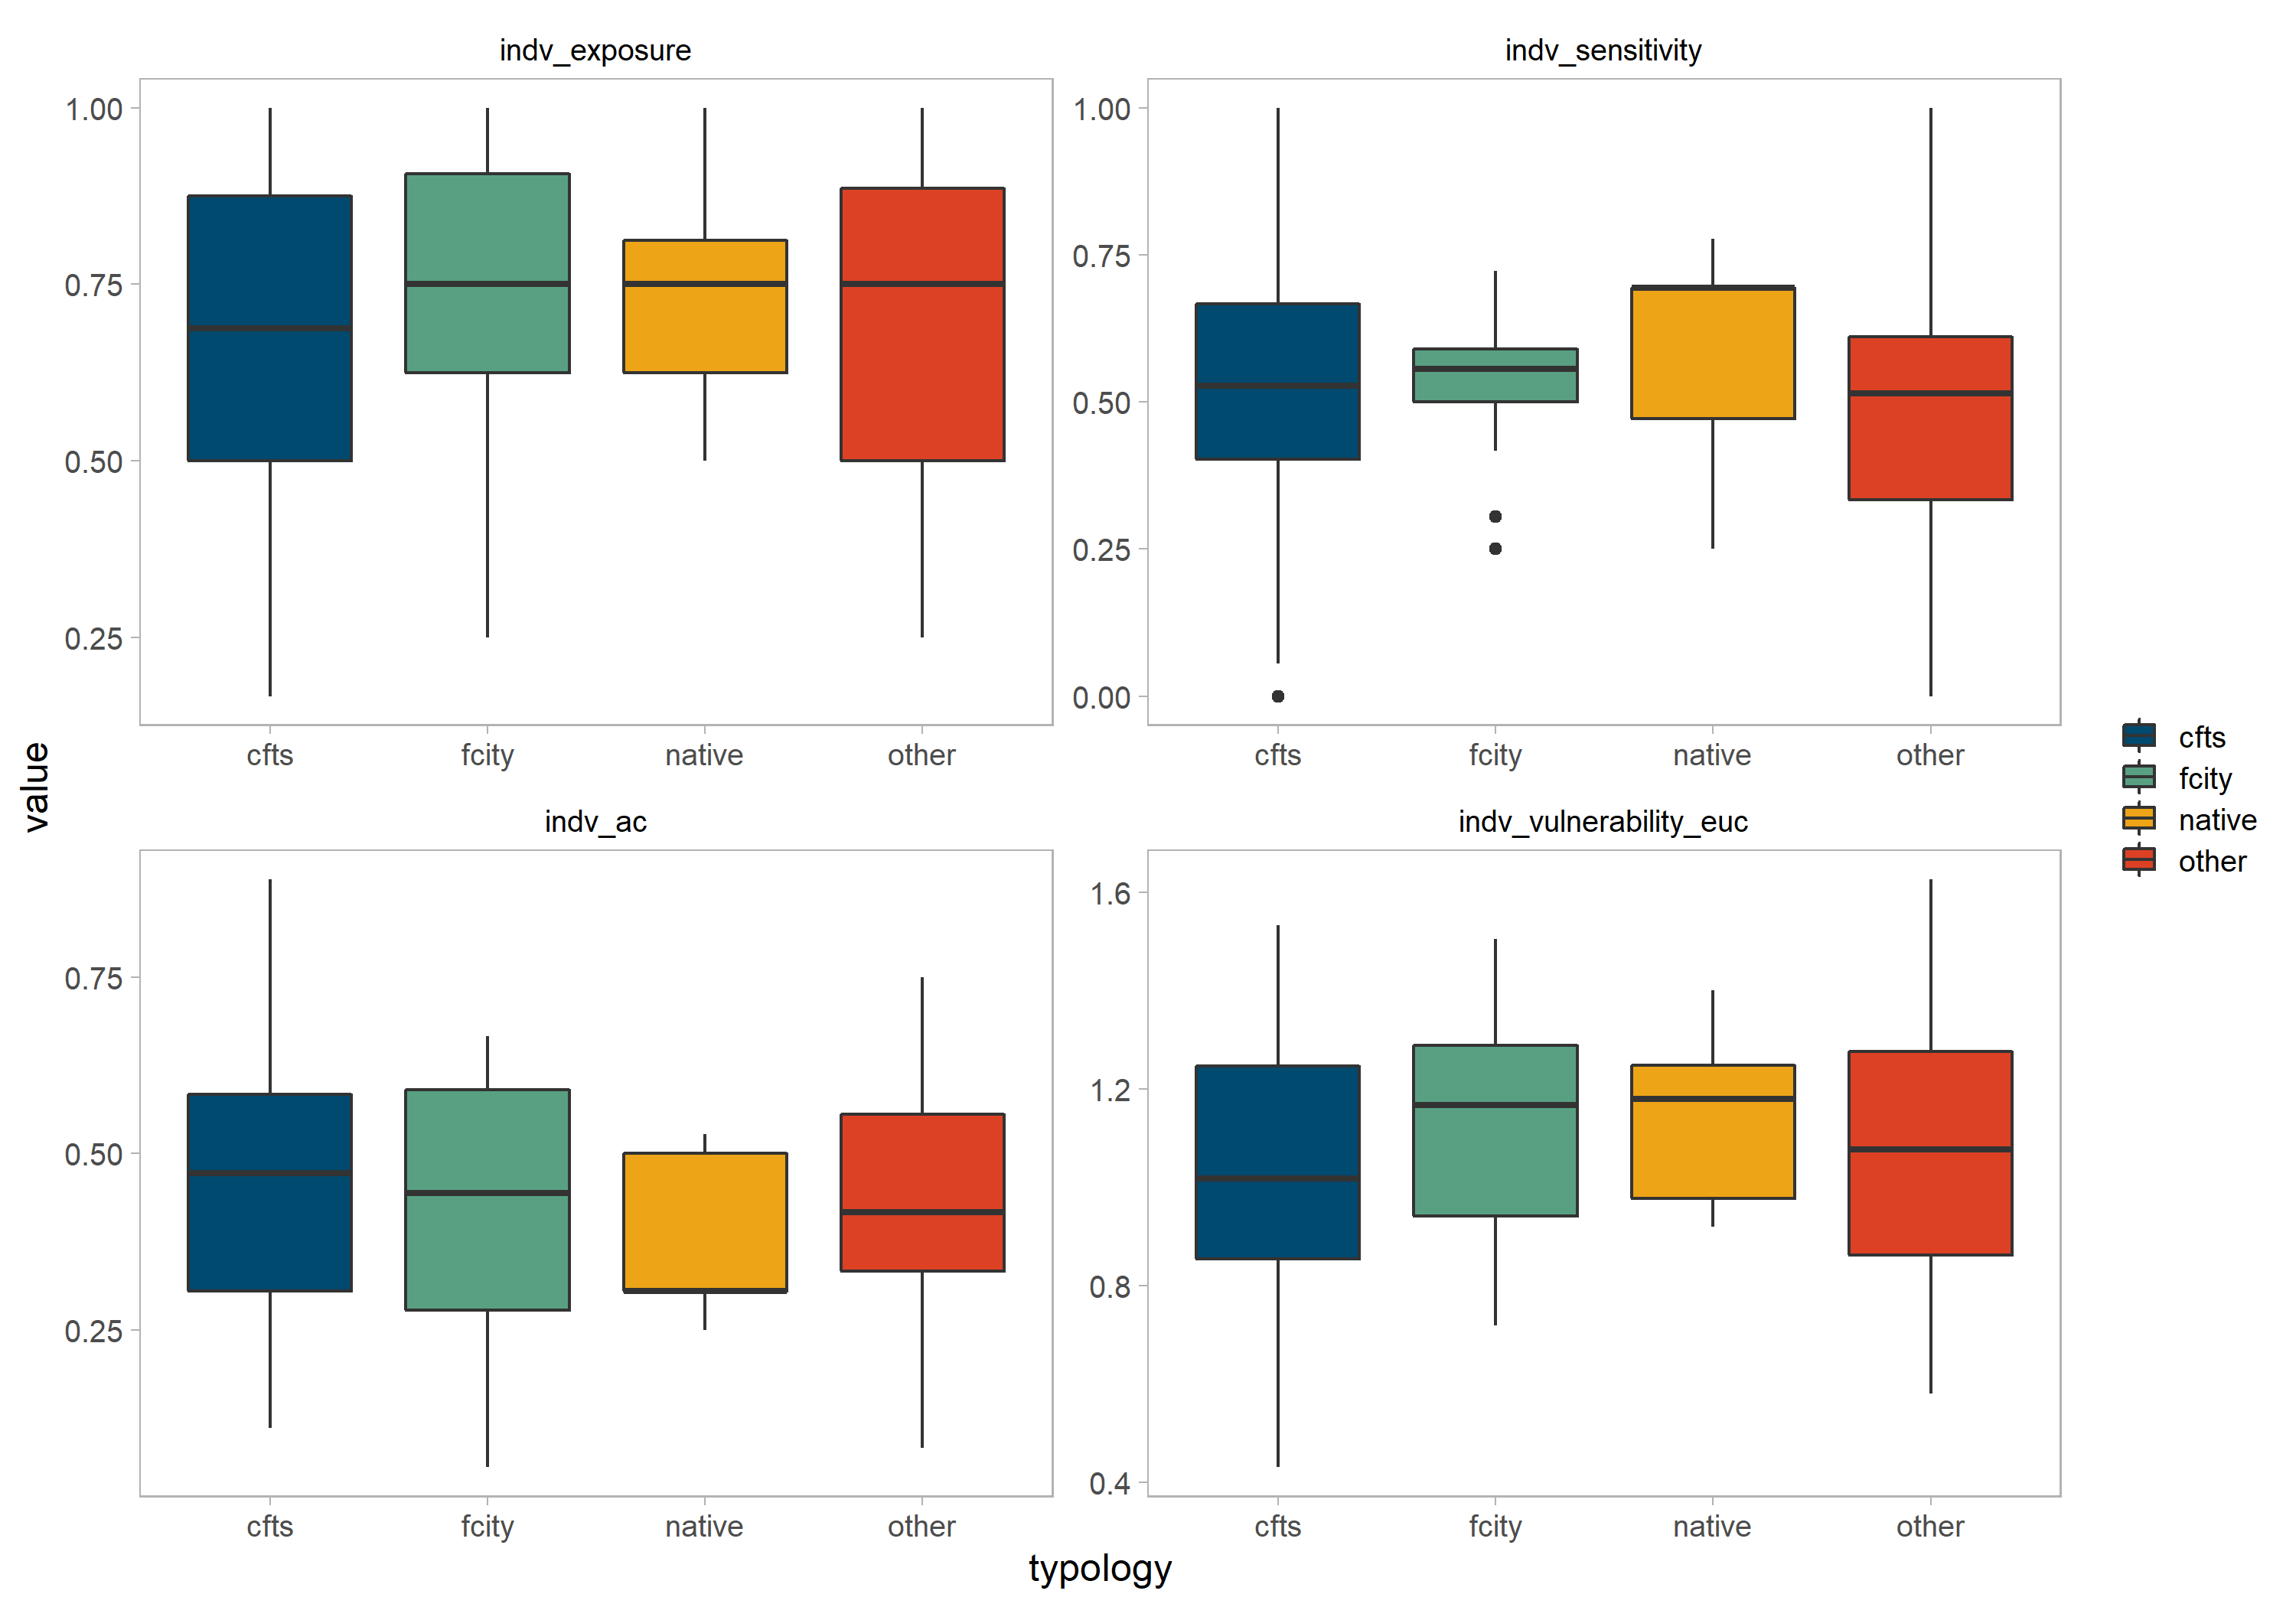 indv_exposure
indv_sensitivity
1.00
0.75
0.50
0.25
1.00
0.75
0.50
0.25
0.00
cfts fcity native other
cfts fcity native other
value
indv_ac
indv_vulnerability_euc
0.75
0.50
0.25
1.6
1.2
0.8
0.4
cfts fcity native other
cfts fcity native other
typology
cfts
fcity
native
other